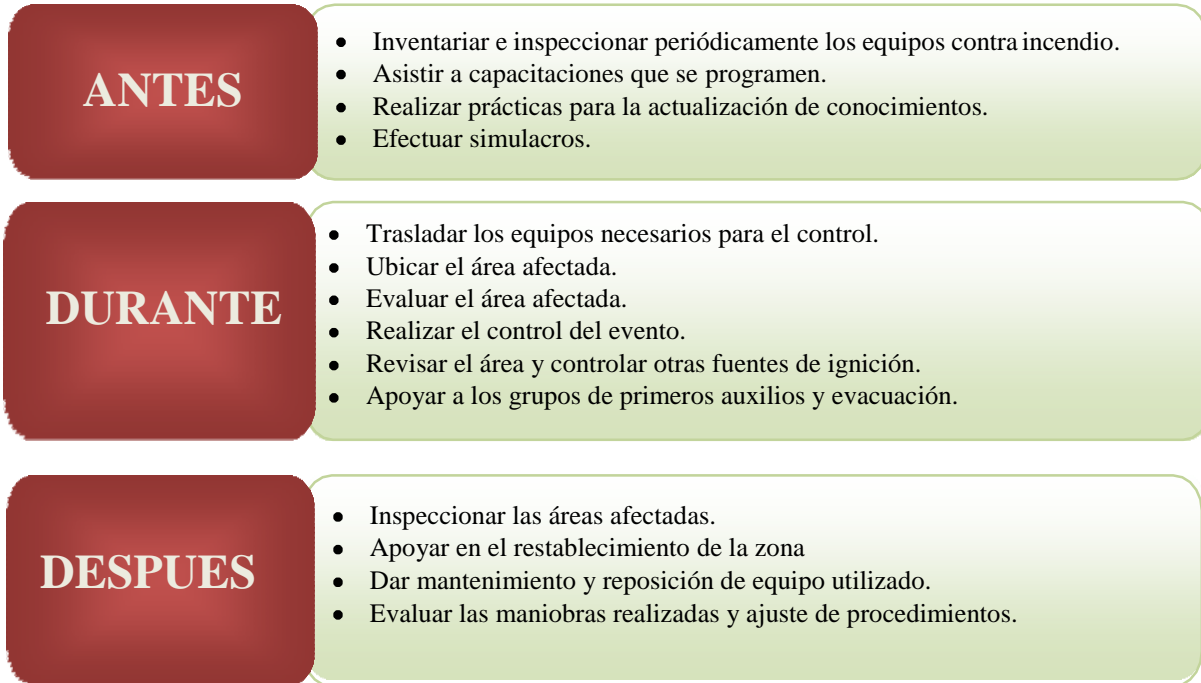 ANTES
• Inventariar e inspeccionar periódicamente los equipos contra incendio.
• Asistir a capacitaciones que se programen.
• Realizar prácticas para la actualización de conocimientos.
• Efectuar simulacros.
DURANTE
• Trasladar los equipos necesarios para el control.
• Ubicar el área afectada.
• Evaluar el área afectada.
• Realizar el control del evento.
• Revisar el área y controlar otras fuentes de ignición.
• Apoyar a los grupos de primeros auxilios y evacuación.
DESPUES
• Inspeccionar las áreas afectadas.
• Apoyar en el restablecimiento de la zona
• Dar mantenimiento y reposición de equipo utilizado.
• Evaluar las maniobras realizadas y ajuste de procedimientos.